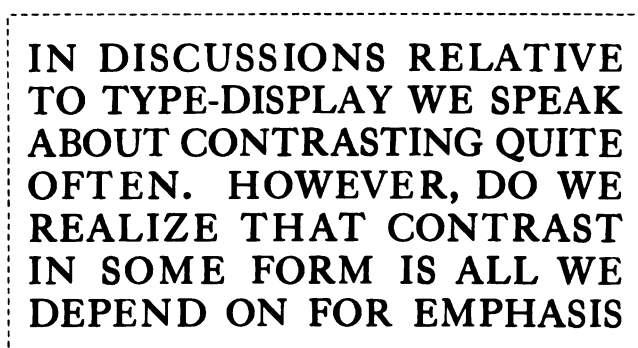 IN DISCUSSIONS RELATIVE
TO TYPE-DISPLAY WE SPEAK
ABOUT CONTRASTING QUITE
OFTEN. HOWEVER, DO WE
REALIZE THAT CONTRAST
IN SOME FORM IS ALL WE
DEPEND ON FOR EMPHASIS